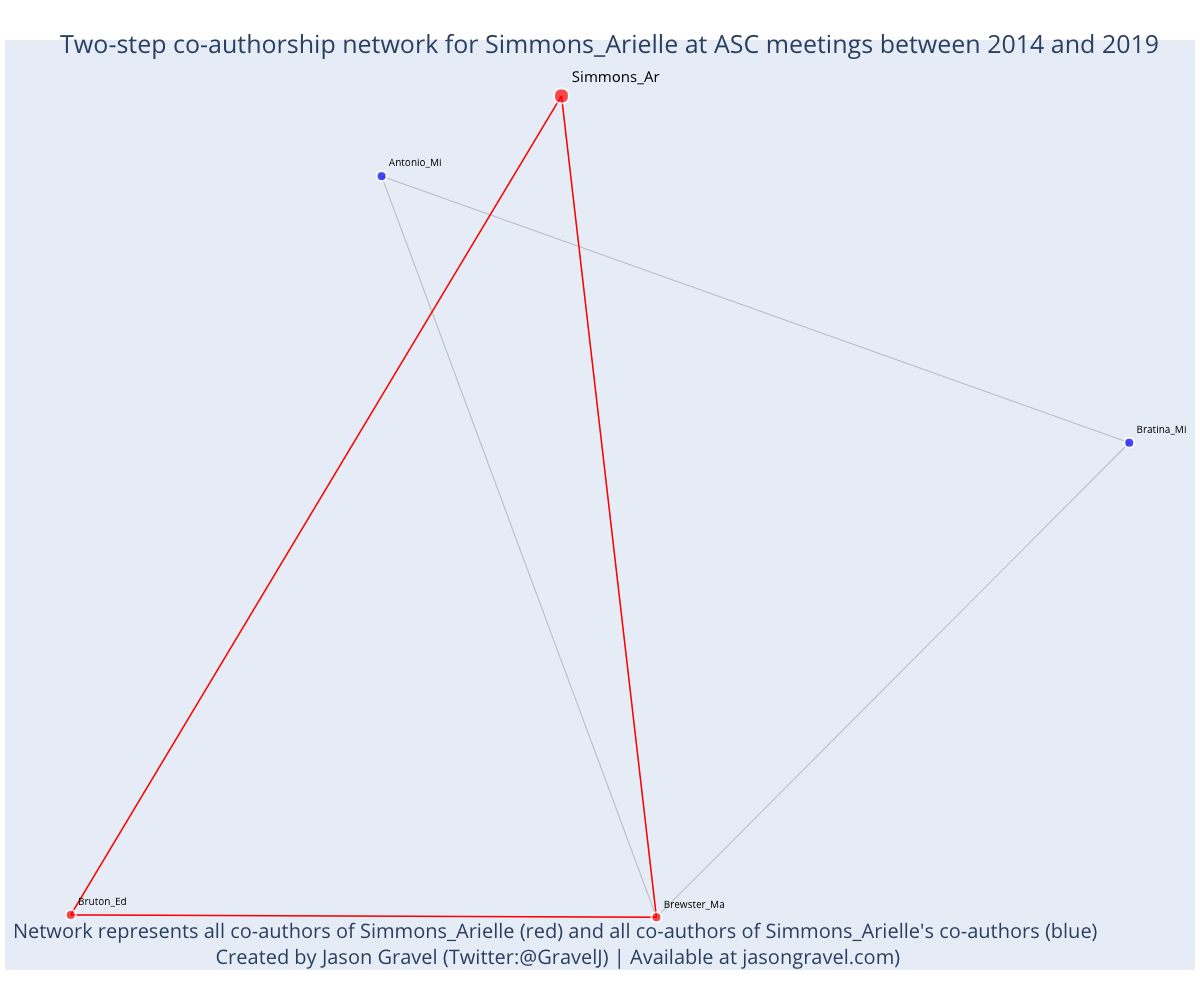 Two-step co-authorship network for Simmons_Arielle at ASC meetings between 2014 and 2019
Simmons_Ar
Antonio_Mi
Bratina_Mi
Bruton_Ed
Brewster_Ma
Network represents all co-authors of Simmons_Arielle (red) and all co-authors of Simmons_Arielle's co-authors (blue)
Created by Jason Gravel (Twitter:@GravelJ) | Available at jasongravel.com)